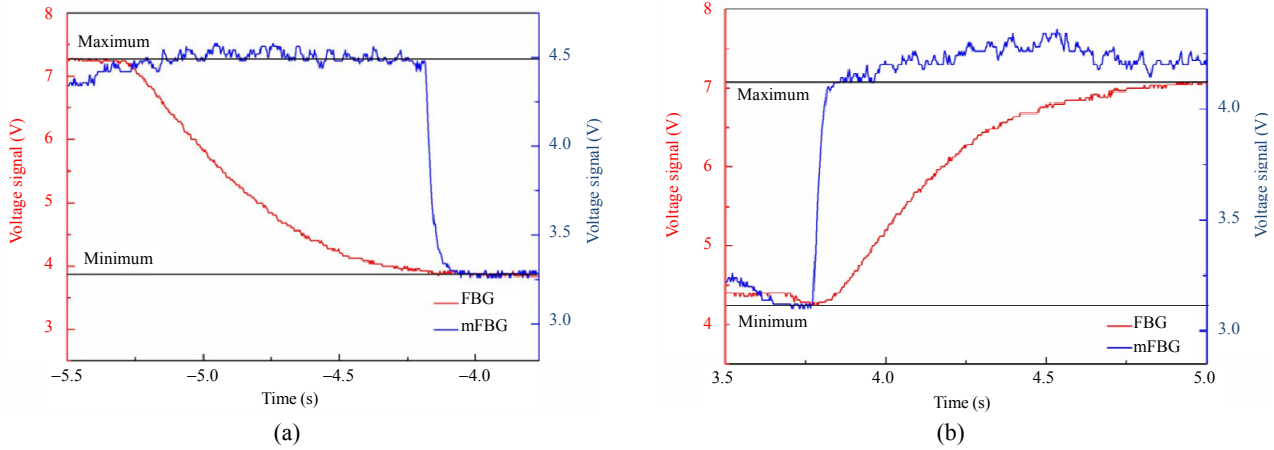 8
7
6
5
4
3
Voltage signal (V)
Maximum
Minimum
FBG
mFBG
4.5
4.5
3.5
3.0
Voltage signal (V)
−5.5
−5.0
−4.5
−4.0
Time (s)
(a)
8
7
6
5
4
Voltage signal (V)
Maximum
Minimum
FBG
mFBG
4.0
3.5
3.0
Voltage signal (V)
3.5
4.0
4.5
5.0
Time (s)
(b)